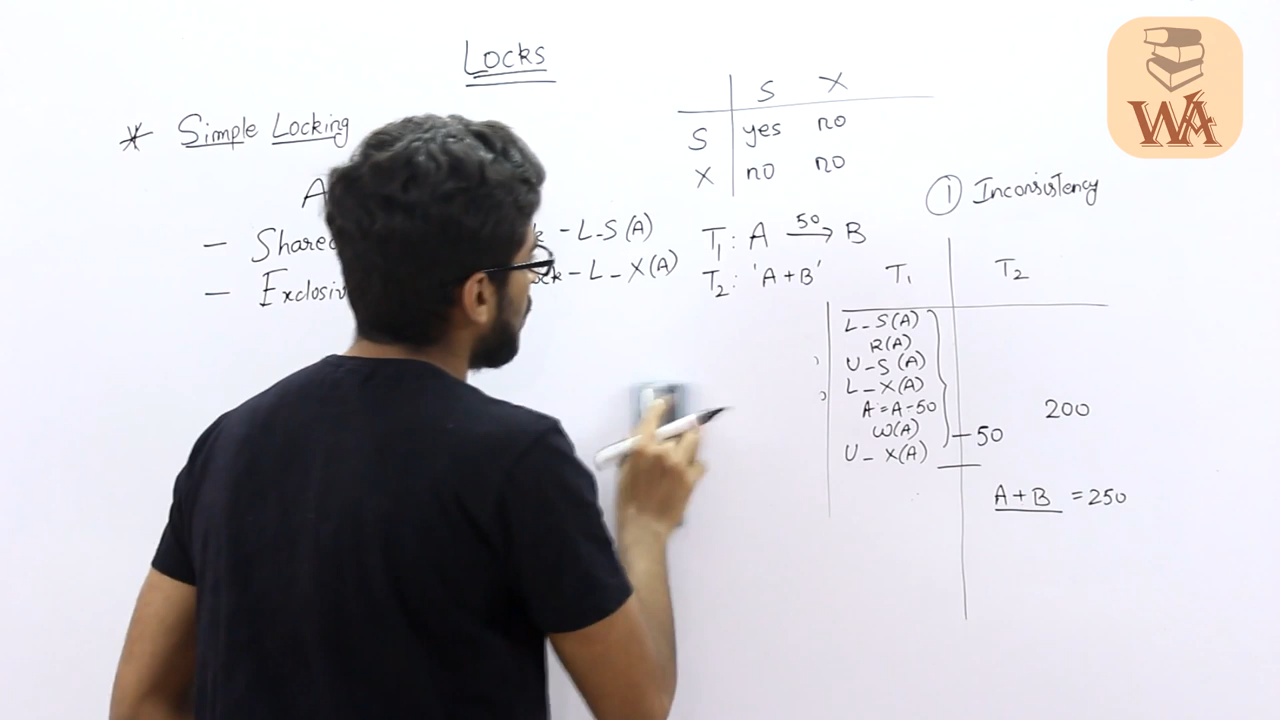 Locks
* Simple Locking
A
- Shared - L-S(A)
- - L-X(A)
S X
S yes no
X no no
T1: A 50→ B
T2: 'A+B'
① Inconsistency
T1 T2
L-S(A)
R(A)
U-S(A)
L-X(A)
A=A-50
W(A)
U-X(A)
200
50
A+B = 250
WA